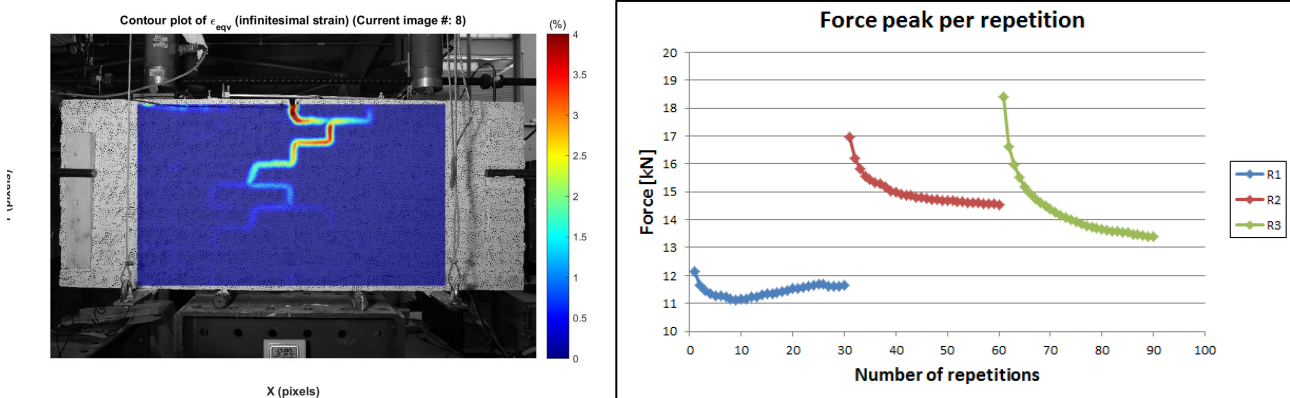 Contour plot of ϵeqv (infinitesimal strain) (Current image #: 8)
(%)
4
3.5
3
2.5
2
1.5
1
0.5
0
X (pixels)
Force peak per repetition
Force [kN]
20
19
18
17
16
15
14
13
12
11
10
0 10 20 30 40 50 60 70 80 90 100
Number of repetitions
R1
R2
R3